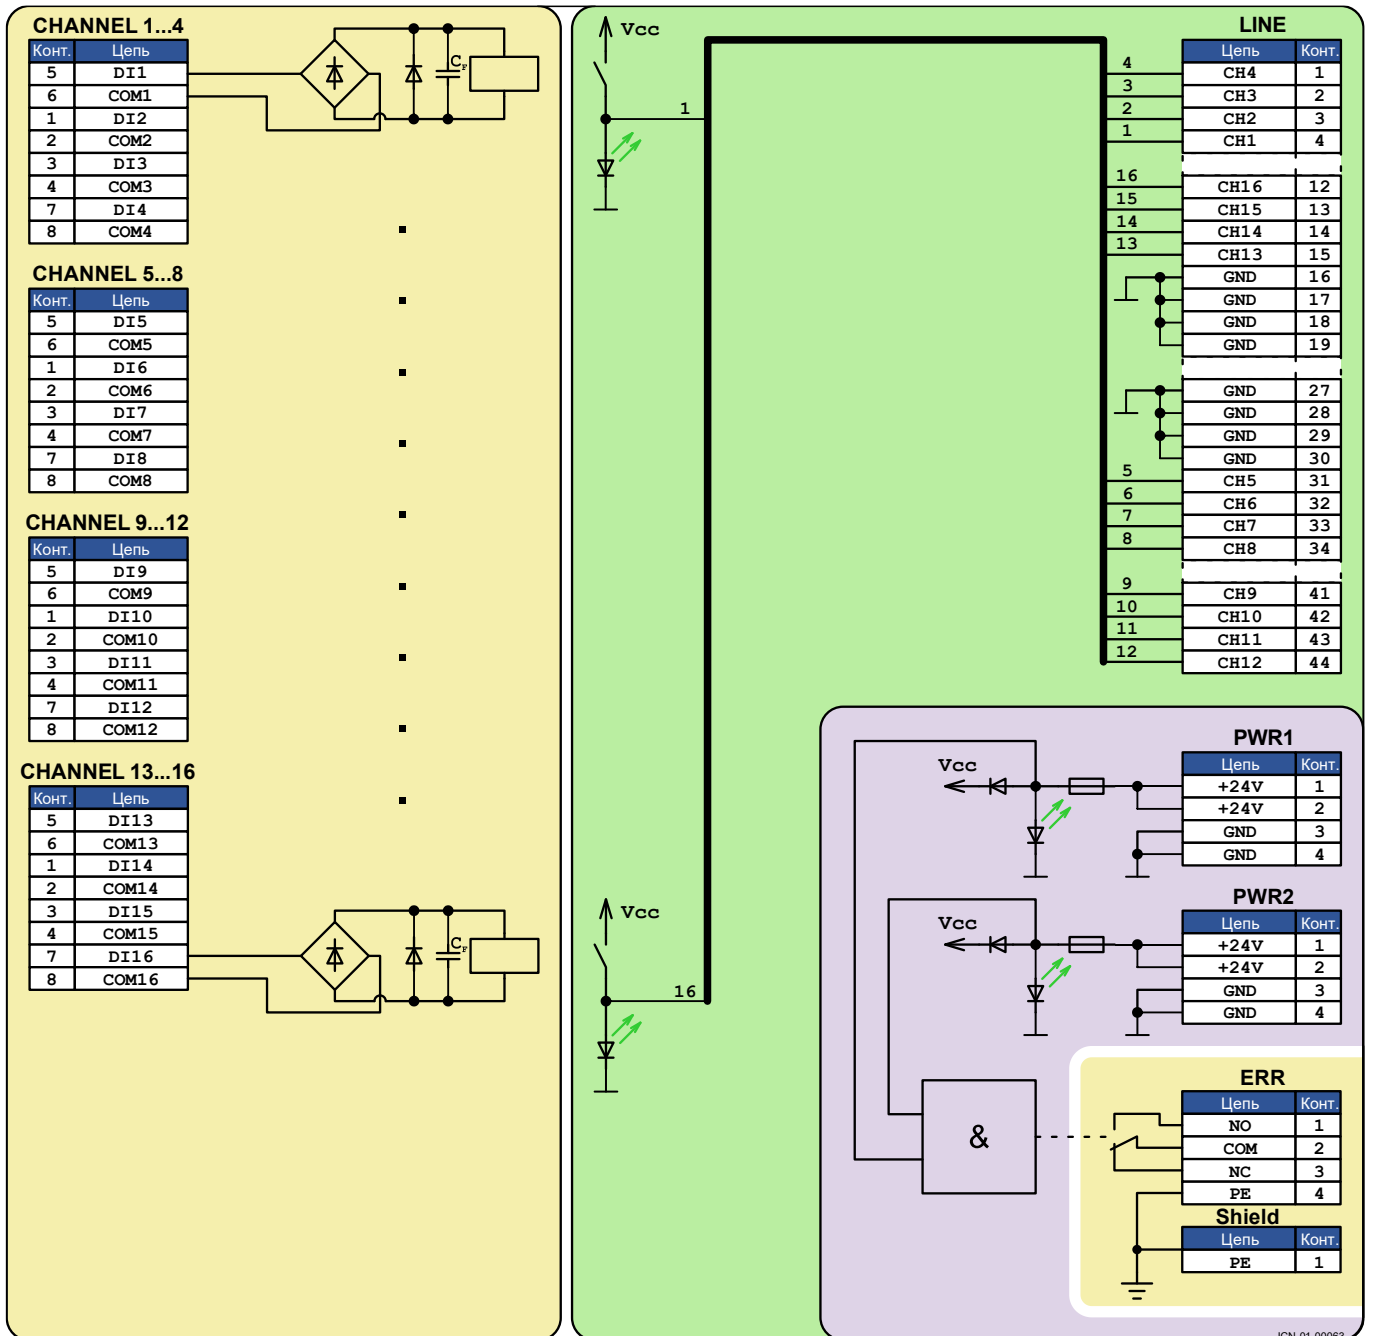 CHANNEL 1...4
Конт. Цепь
5 DI1
6 COM1
1 DI2
2 COM2
3 DI3
4 COM3
7 DI4
8 COM4
C_F
CHANNEL 5...8
Конт. Цепь
5 DI5
6 COM5
1 DI6
2 COM6
3 DI7
4 COM7
7 DI8
8 COM8
CHANNEL 9...12
Конт. Цепь
5 DI9
6 COM9
1 DI10
2 COM10
3 DI11
4 COM11
7 DI12
8 COM12
CHANNEL 13...16
Конт. Цепь
5 DI13
6 COM13
1 DI14
2 COM14
3 DI15
4 COM15
7 DI16
8 COM16
C_F
Vcc
1
Vcc
16
LINE
Цепь Конт.
4 CH4 1
3 CH3 2
2 CH2 3
1 CH1 4
16 CH16 12
15 CH15 13
14 CH14 14
13 CH13 15
GND 16
GND 17
GND 18
GND 19
GND 27
GND 28
GND 29
GND 30
5 CH5 31
6 CH6 32
7 CH7 33
8 CH8 34
9 CH9 41
10 CH10 42
11 CH11 43
12 CH12 44
PWR1
Vcc
Цепь Конт.
+24V 1
+24V 2
GND 3
GND 4
PWR2
Vcc
Цепь Конт.
+24V 1
+24V 2
GND 3
GND 4
&
ERR
Цепь Конт.
NO 1
COM 2
NC 3
PE 4
Shield
Цепь Конт.
PE 1